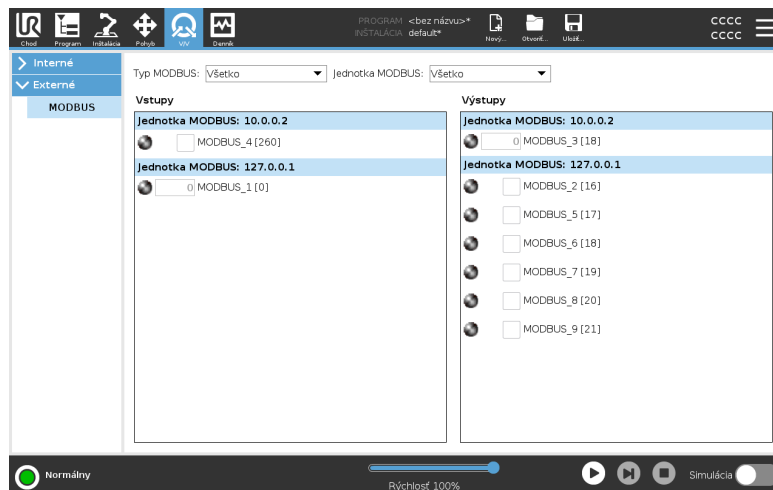 PROGRAM <bez názvu>*
INŠTALÁCIA default*
CCCC
CCCC
Chod Program Inštalácia Pohyb V/V Denník Nový... Otvoriť... Uložiť...
Interné
Externé
MODBUS
Typ MODBUS: Všetko Jednotka MODBUS: Všetko
Vstupy
Jednotka MODBUS: 10.0.0.2
MODBUS_4 [260]
Jednotka MODBUS: 127.0.0.1
0 MODBUS_1 [0]
Výstupy
Jednotka MODBUS: 10.0.0.2
0 MODBUS_3 [18]
Jednotka MODBUS: 127.0.0.1
MODBUS_2 [16]
MODBUS_5 [17]
MODBUS_6 [18]
MODBUS_7 [19]
MODBUS_8 [20]
MODBUS_9 [21]
Normálny
Rýchlosť 100%
Simulácia